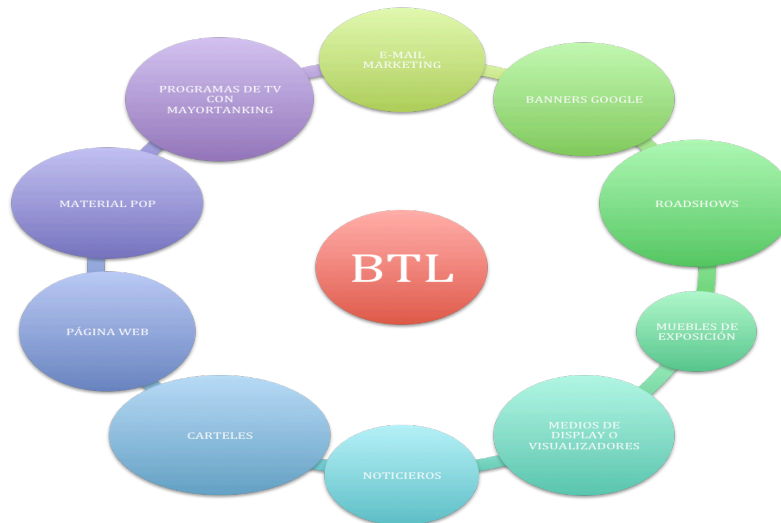 E-MAIL
MARKETING
BANNERS GOOGLE
ROADSHOWS
MUEBLES DE
EXPOSICIÓN
MEDIOS DE
DISPLAY O
VISUALIZADORES
NOTICIEROS
CARTELES
PÁGINA WEB
MATERIAL POP
PROGRAMAS DE TV
CON
MAYORTANKING
BTL